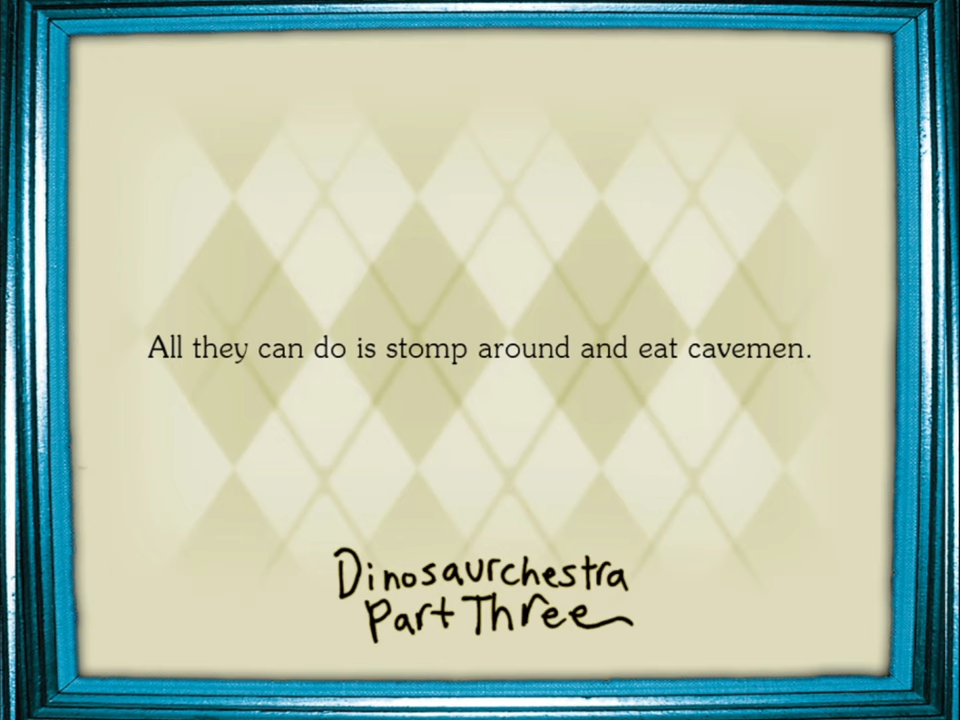 All they can do is stomp around and eat cavemen.
Dinosaurchestra
Part Three